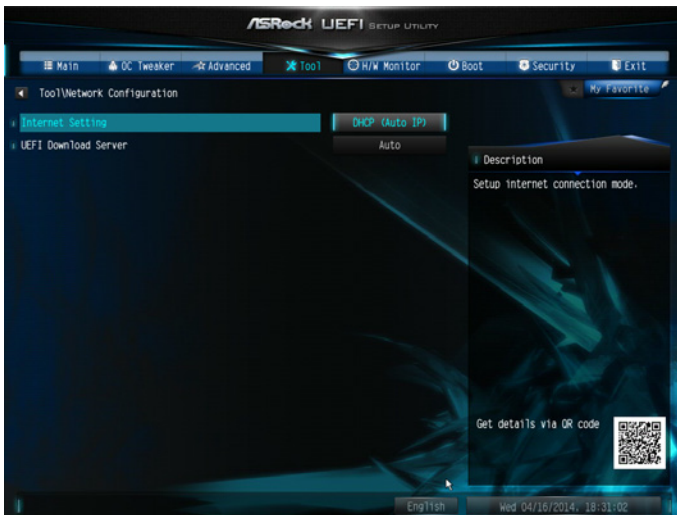 ASRock UEFI SETUP UTILITY
Main OC Tweaker Advanced Tool H/W Monitor Boot Security Exit
Tool\Network Configuration
My Favorite
Internet Setting DHCP (Auto IP)
UEFI Download Server Auto
Description
Setup internet connection mode.
Get details via QR code
English Wed 04/16/2014, 18:31:02